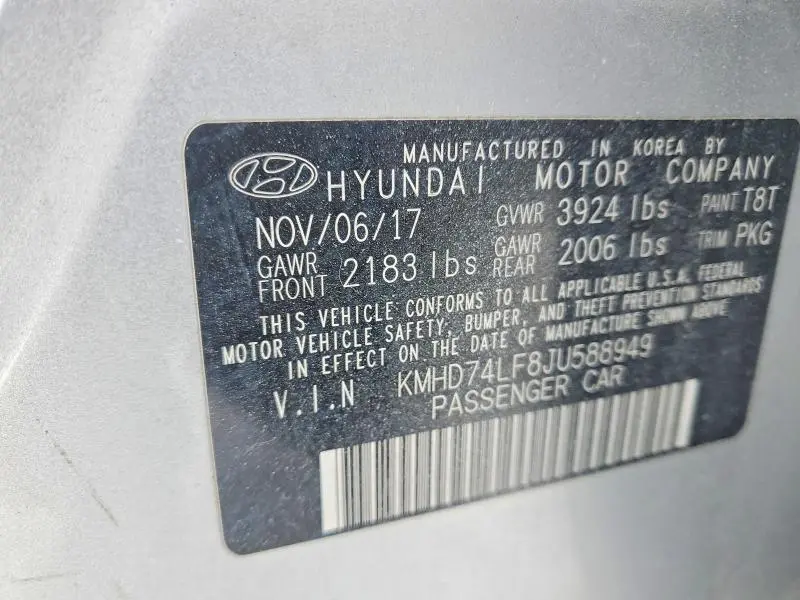 MANUFACTURED IN KOREA BY
HYUNDAI MOTOR COMPANY
NOV/06/17 GVWR 3924 lbs PAINT T8T
GAWR FRONT 2183 lbs GAWR REAR 2006 lbs TRIM PKG
THIS VEHICLE CONFORMS TO ALL APPLICABLE U.S.A. FEDERAL
MOTOR VEHICLE SAFETY, BUMPER, AND THEFT PREVENTION STANDARDS
IN EFFECT ON THE DATE OF MANUFACTURE SHOWN ABOVE
V.I.N KMHD74LF8JU588949
PASSENGER CAR